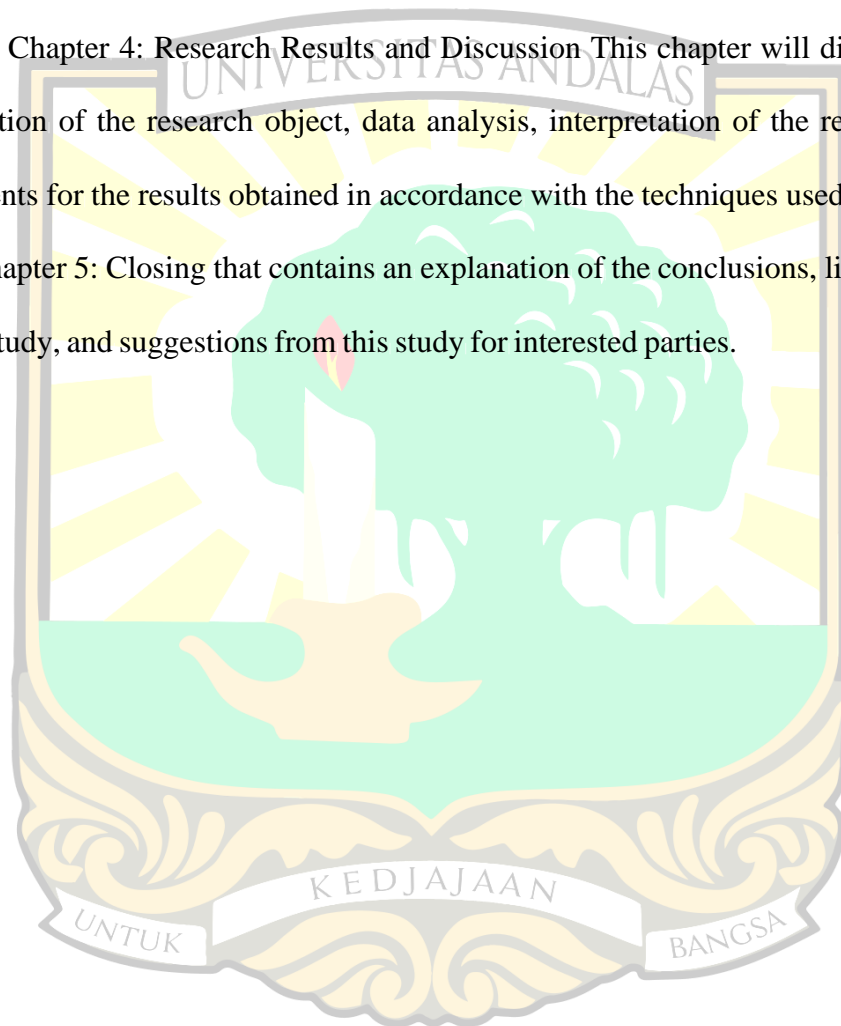 Chapter 4: Research Results and Discussion This chapter will di
UNIVERSITAS ANDALAS
tion of the research object, data analysis, interpretation of the re
nts for the results obtained in accordance with the techniques used
hapter 5: Closing that contains an explanation of the conclusions, li
tudy, and suggestions from this study for interested parties.
UNTUK KEDJAJAAN BANGSA